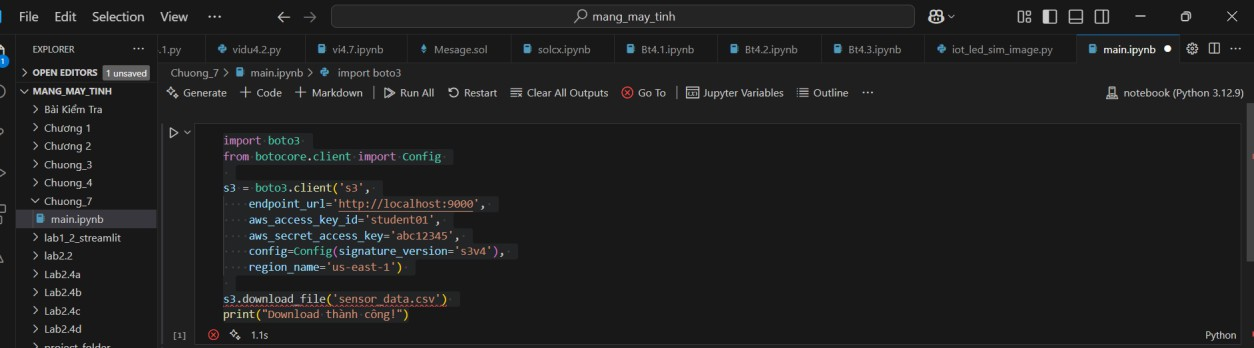 File Edit Selection View ··· mang_may_tinh
EXPLORER ··· .1.py vidu4.2.py vi4.7.ipynb Mesage.sol solcx.ipynb Bt4.1.ipynb Bt4.2.ipynb Bt4.3.ipynb iot_led_sim_image.py main.ipynb
1
OPEN EDITORS 1 unsaved
Chuong_7 > main.ipynb > import boto3
MANG_MAY_TINH
Generate + Code + Markdown | Run All Restart Clear All Outputs Go To | Jupyter Variables Outline ··· notebook (Python 3.12.9)
Bài Kiểm Tra
Chương 1
Chương 2
Chuong_3
Chuong_4
Chuong_7
main.ipynb
lab1_2_streamlit
lab2.2
Lab2.4a
Lab2.4b
Lab2.4c
Lab2.4d
project_folder
import boto3
from botocore.client import Config
s3 = boto3.client('s3',
endpoint_url='http://localhost:9000',
aws_access_key_id='student01',
aws_secret_access_key='abc12345',
config=Config(signature_version='s3v4'),
region_name='us-east-1')
s3.download_file('sensor_data.csv')
print("Download thành công!")
[1] 1.1s Python